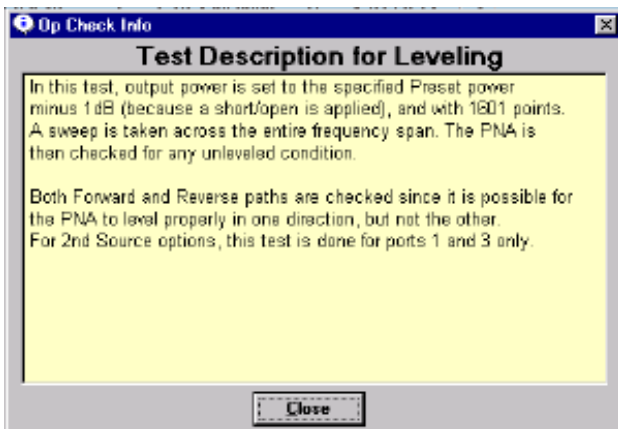 Op Check Info
Test Description for Leveling
In this test, output power is set to the specified Preset power
minus 1dB (because a short/open is applied), and with 1601 points.
A sweep is taken across the entire frequency span. The PNA is
then checked for any unleveled condition.
Both Forward and Reverse paths are checked since it is possible for
the PNA to level properly in one direction, but not the other.
For 2nd Source options, this test is done for ports 1 and 3 only.
Close